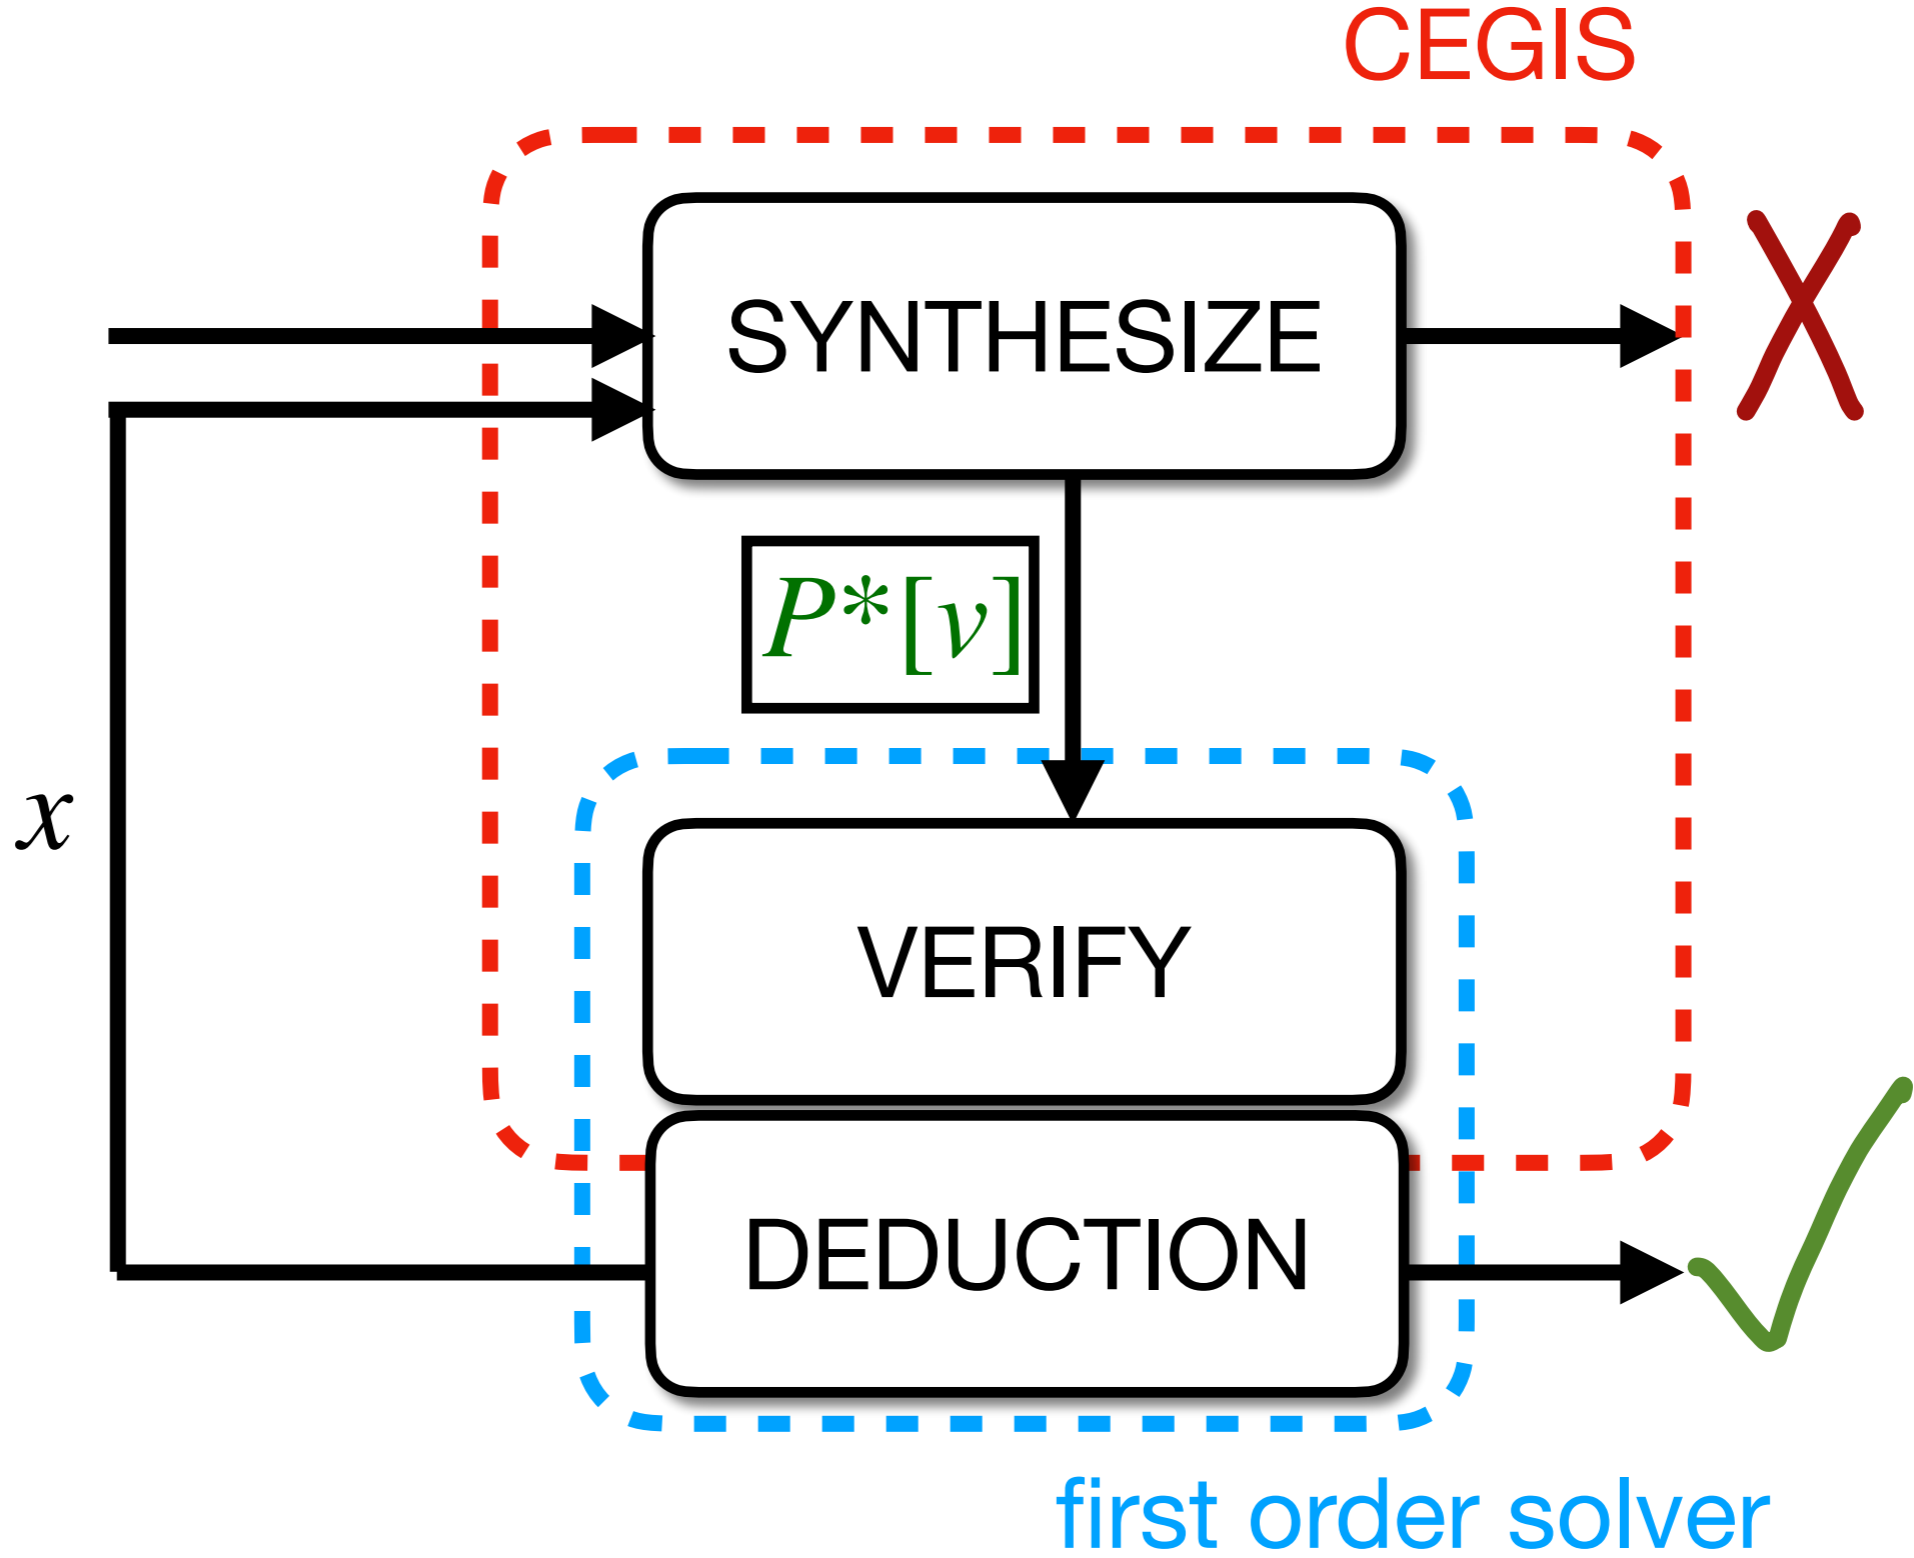 CEGIS
SYNTHESIZE
P*[v]
x
VERIFY
DEDUCTION
first order solver